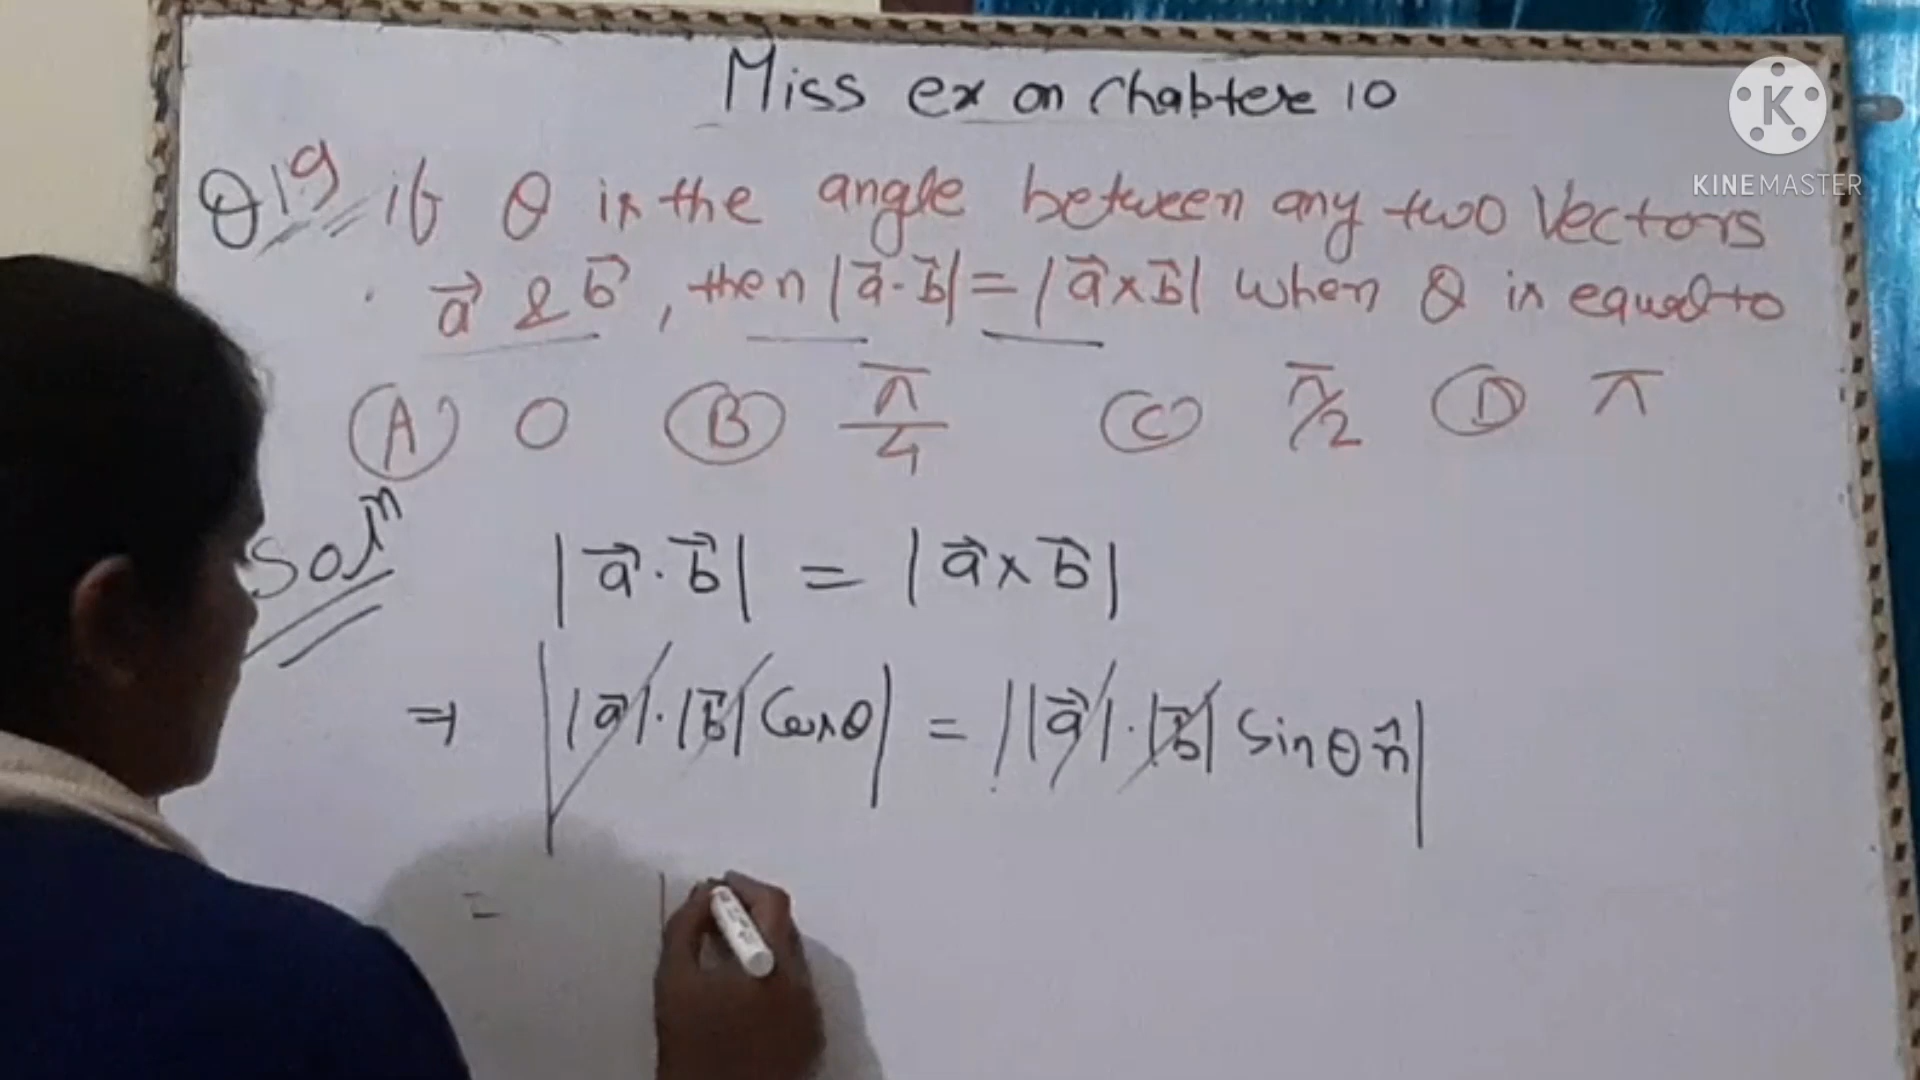 Miss ex on Chabter 10
KINEMASTER
Q19 if θ is the angle between any two Vectors
a⃗ & b⃗, then |a⃗·b⃗| = |a⃗×b⃗| when θ is equal to
(A) 0 (B) π/4 (C) π/2 (D) π
Solⁿ |a⃗·b⃗| = |a⃗×b⃗|
⇒ ||a⃗|·|b⃗| Cosθ| = ||a⃗|·|b⃗| Sinθ n̂|
= |